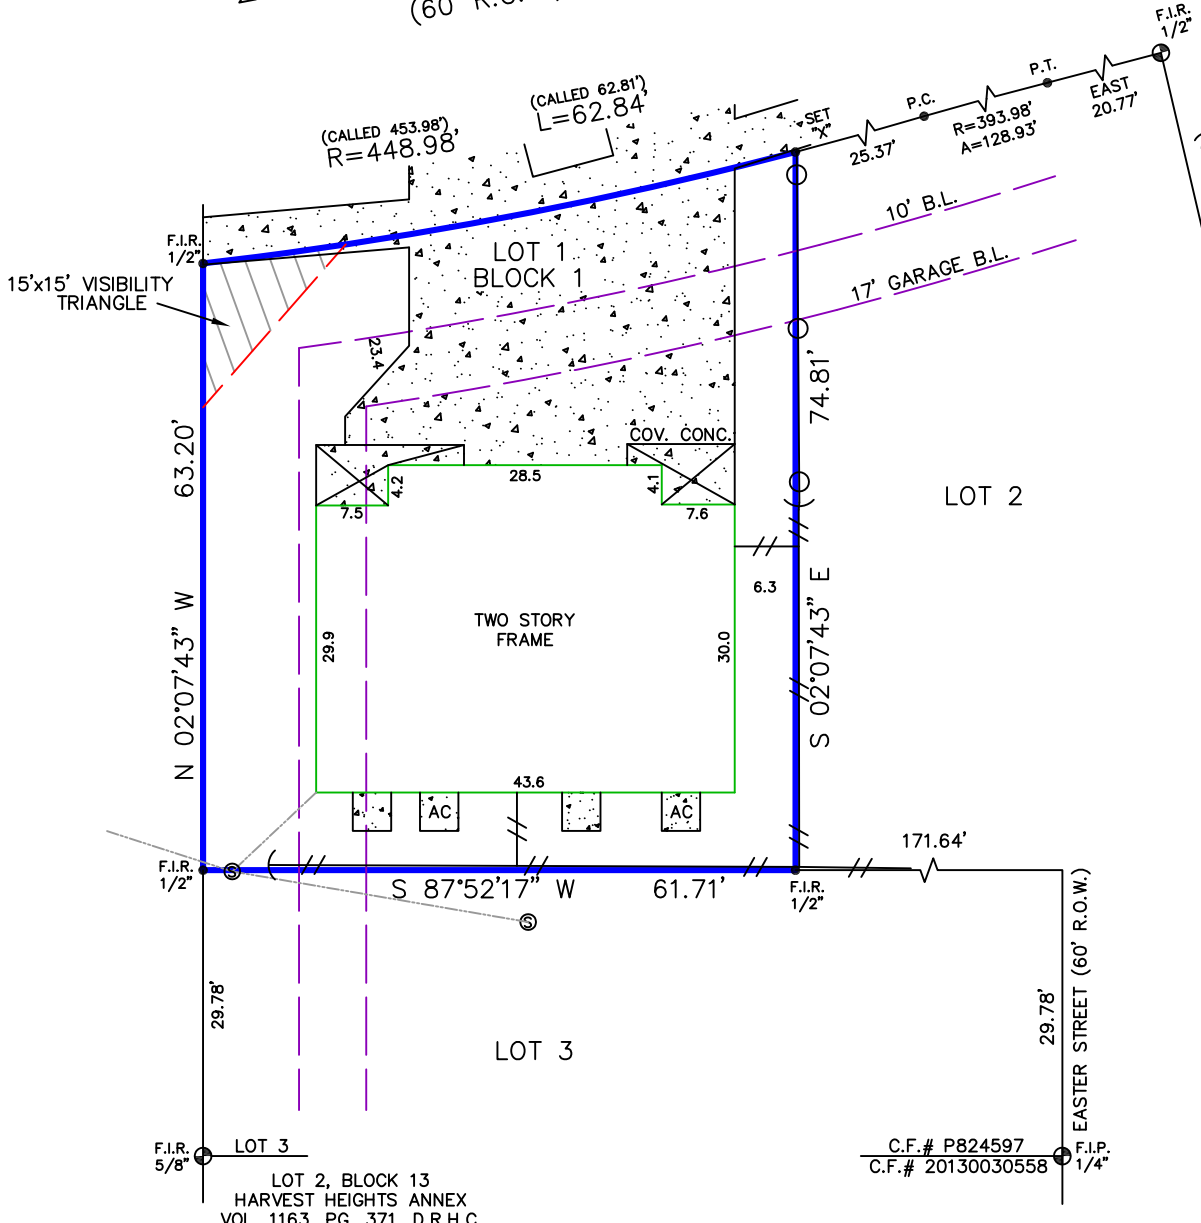 (60' R.O.
F.I.R.
1/2"
P.T.
EAST
20.77'
P.C.
R=393.98'
A=128.93'
SET
"X"
25.37'
(CALLED 62.81')
L=62.84'
(CALLED 453.98')
R=448.98'
F.I.R.
1/2"
10' B.L.
LOT 1
BLOCK 1
17' GARAGE B.L.
15'x15' VISIBILITY
TRIANGLE
23.4
74.81'
63.20'
COV. CONC.
28.5
4.2
4.1
7.5
7.6
LOT 2
6.3
TWO STORY
FRAME
29.9
30.0
N 02°07'43" W
S 02°07'43" E
43.6
AC
AC
171.64'
F.I.R.
1/2"
S
S 87°52'17" W
61.71'
F.I.R.
1/2"
S
29.78'
29.78'
EASTER STREET (60' R.O.W.)
LOT 3
F.I.R.
5/8"
LOT 3
C.F.# P824597
C.F.# 20130030558
F.I.P.
1/4"
LOT 2, BLOCK 13
HARVEST HEIGHTS ANNEX
VOL. 1163, PG. 371, D.R.H.C.